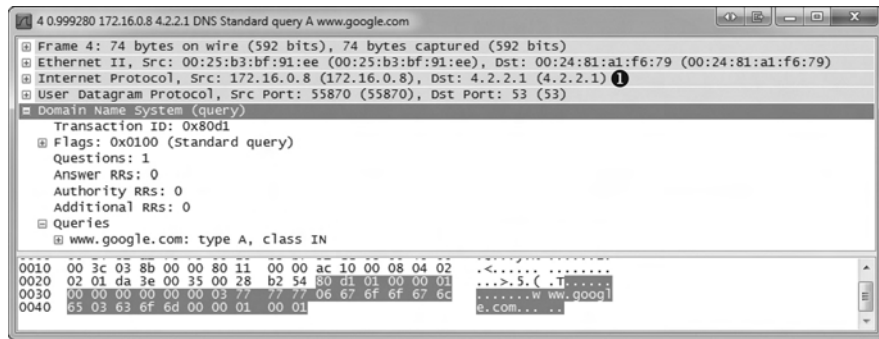 4 0.999280 172.16.0.8 4.2.2.1 DNS Standard query A www.google.com
Frame 4: 74 bytes on wire (592 bits), 74 bytes captured (592 bits)
Ethernet II, Src: 00:25:b3:bf:91:ee (00:25:b3:bf:91:ee), Dst: 00:24:81:a1:f6:79 (00:24:81:a1:f6:79)
Internet Protocol, Src: 172.16.0.8 (172.16.0.8), Dst: 4.2.2.1 (4.2.2.1) ❶
User Datagram Protocol, Src Port: 55870 (55870), Dst Port: 53 (53)
Domain Name System (query)
Transaction ID: 0x80d1
Flags: 0x0100 (Standard query)
Questions: 1
Answer RRs: 0
Authority RRs: 0
Additional RRs: 0
Queries
www.google.com: type A, class IN
0010 00 3c 03 8b 00 00 80 11 00 00 ac 10 00 08 04 02 .<...... ........
0020 02 01 da 3e 00 35 00 28 b2 54 80 d1 01 00 00 01 ...>.5.( .T......
0030 00 00 00 00 00 00 03 77 77 77 06 67 6f 6f 67 6c .......w ww.googl
0040 65 03 63 6f 6d 00 00 01 00 01 e.com... ..